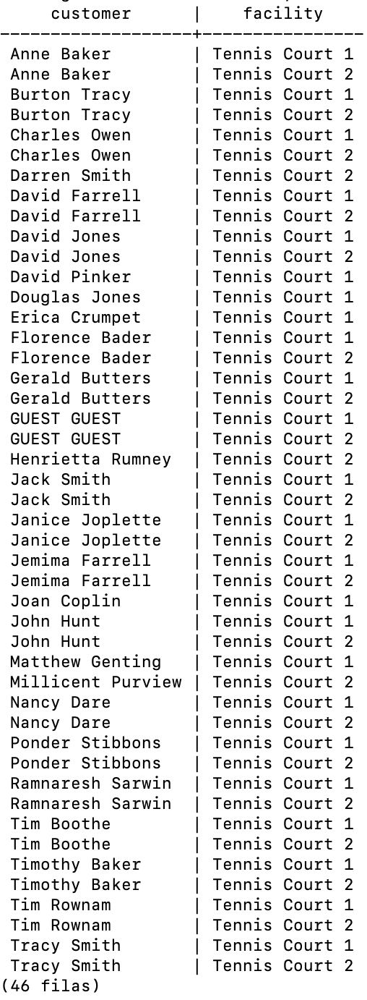 customer | facility
-------------------+----------------
Anne Baker | Tennis Court 1
Anne Baker | Tennis Court 2
Burton Tracy | Tennis Court 1
Burton Tracy | Tennis Court 2
Charles Owen | Tennis Court 1
Charles Owen | Tennis Court 2
Darren Smith | Tennis Court 2
David Farrell | Tennis Court 1
David Farrell | Tennis Court 2
David Jones | Tennis Court 1
David Jones | Tennis Court 2
David Pinker | Tennis Court 1
Douglas Jones | Tennis Court 1
Erica Crumpet | Tennis Court 1
Florence Bader | Tennis Court 1
Florence Bader | Tennis Court 2
Gerald Butters | Tennis Court 1
Gerald Butters | Tennis Court 2
GUEST GUEST | Tennis Court 1
GUEST GUEST | Tennis Court 2
Henrietta Rumney | Tennis Court 2
Jack Smith | Tennis Court 1
Jack Smith | Tennis Court 2
Janice Joplette | Tennis Court 1
Janice Joplette | Tennis Court 2
Jemima Farrell | Tennis Court 1
Jemima Farrell | Tennis Court 2
Joan Coplin | Tennis Court 1
John Hunt | Tennis Court 1
John Hunt | Tennis Court 2
Matthew Genting | Tennis Court 1
Millicent Purview | Tennis Court 2
Nancy Dare | Tennis Court 1
Nancy Dare | Tennis Court 2
Ponder Stibbons | Tennis Court 1
Ponder Stibbons | Tennis Court 2
Ramnaresh Sarwin | Tennis Court 1
Ramnaresh Sarwin | Tennis Court 2
Tim Boothe | Tennis Court 1
Tim Boothe | Tennis Court 2
Timothy Baker | Tennis Court 1
Timothy Baker | Tennis Court 2
Tim Rownam | Tennis Court 1
Tim Rownam | Tennis Court 2
Tracy Smith | Tennis Court 1
Tracy Smith | Tennis Court 2
(46 filas)